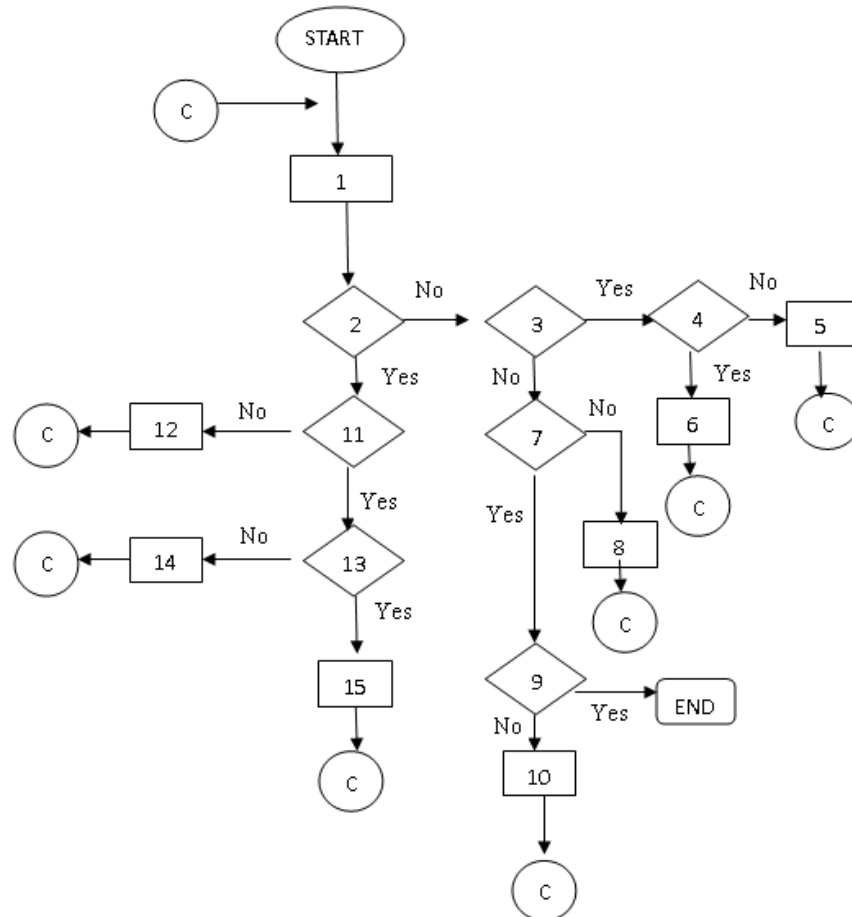 START
C
1
No
Yes
No
2
3
4
5
Yes
No
Yes
No
No
C
12
11
7
6
C
Yes
Yes
C
No
C
14
13
8
Yes
C
15
9
END
No
Yes
C
10
C